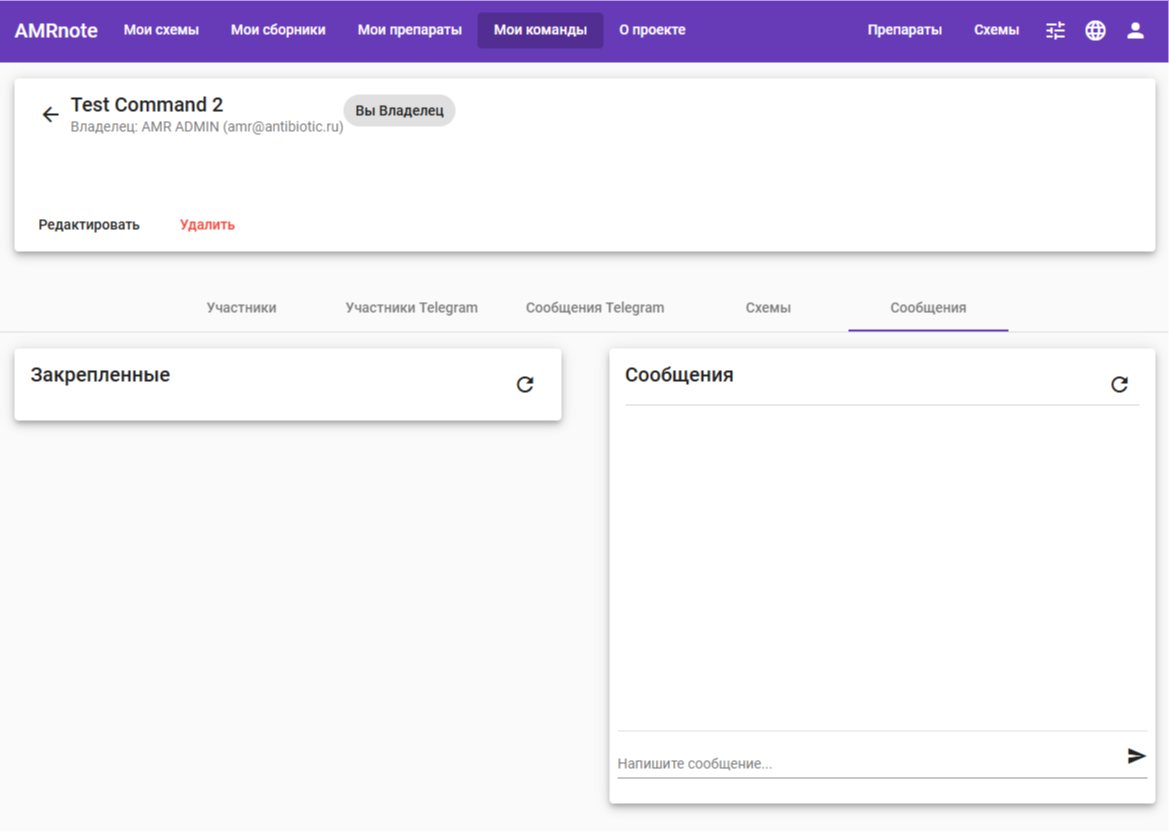 AMRnote Мои схемы Мои сборники Мои препараты Мои команды О проекте Препараты Схемы
Test Command 2
Вы Владелец
Владелец: AMR ADMIN (amr@antibiotic.ru)
Редактировать Удалить
Участники Участники Telegram Сообщения Telegram Схемы Сообщения
Закрепленные
Сообщения
Напишите сообщение...